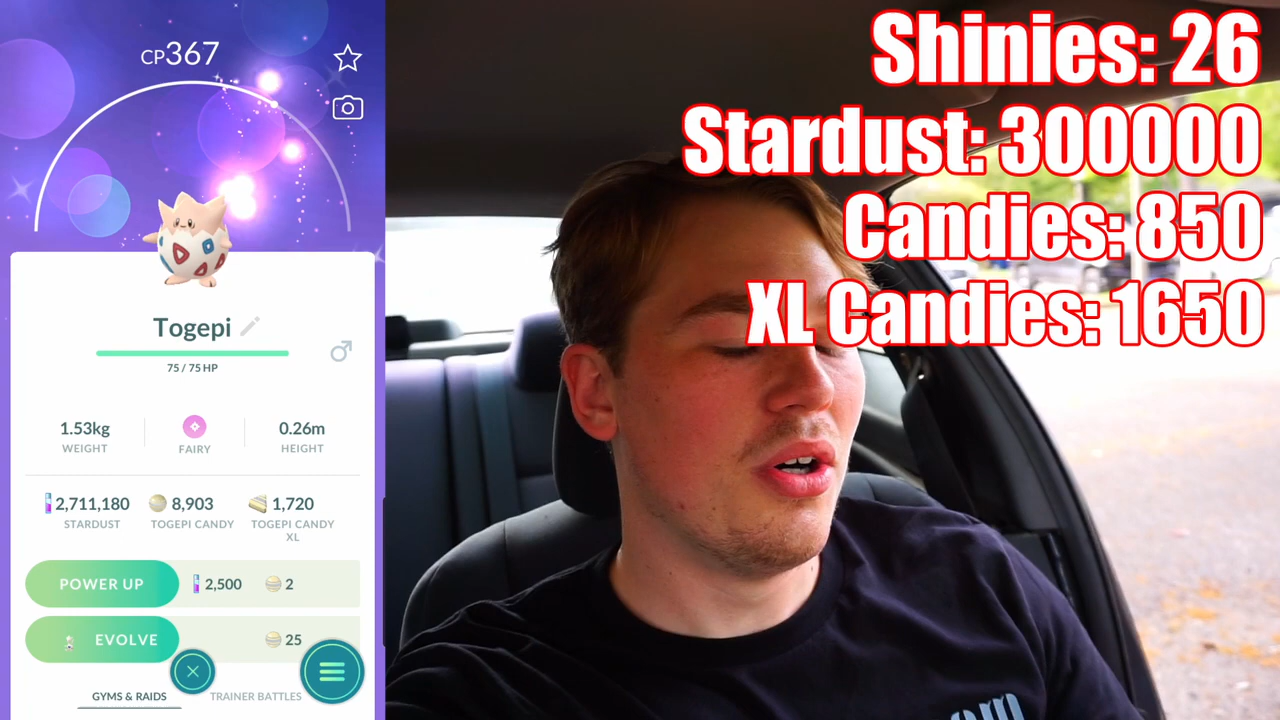 CP367
Togepi
75 / 75 HP
1.53kg
WEIGHT
FAIRY
0.26m
HEIGHT
2,711,180
STARDUST
8,903
TOGEPI CANDY
1,720
TOGEPI CANDY
XL
POWER UP
2,500
2
EVOLVE
25
GYMS & RAIDS
TRAINER BATTLES
Shinies: 26
Stardust: 300000
Candies: 850
XL Candies: 1650